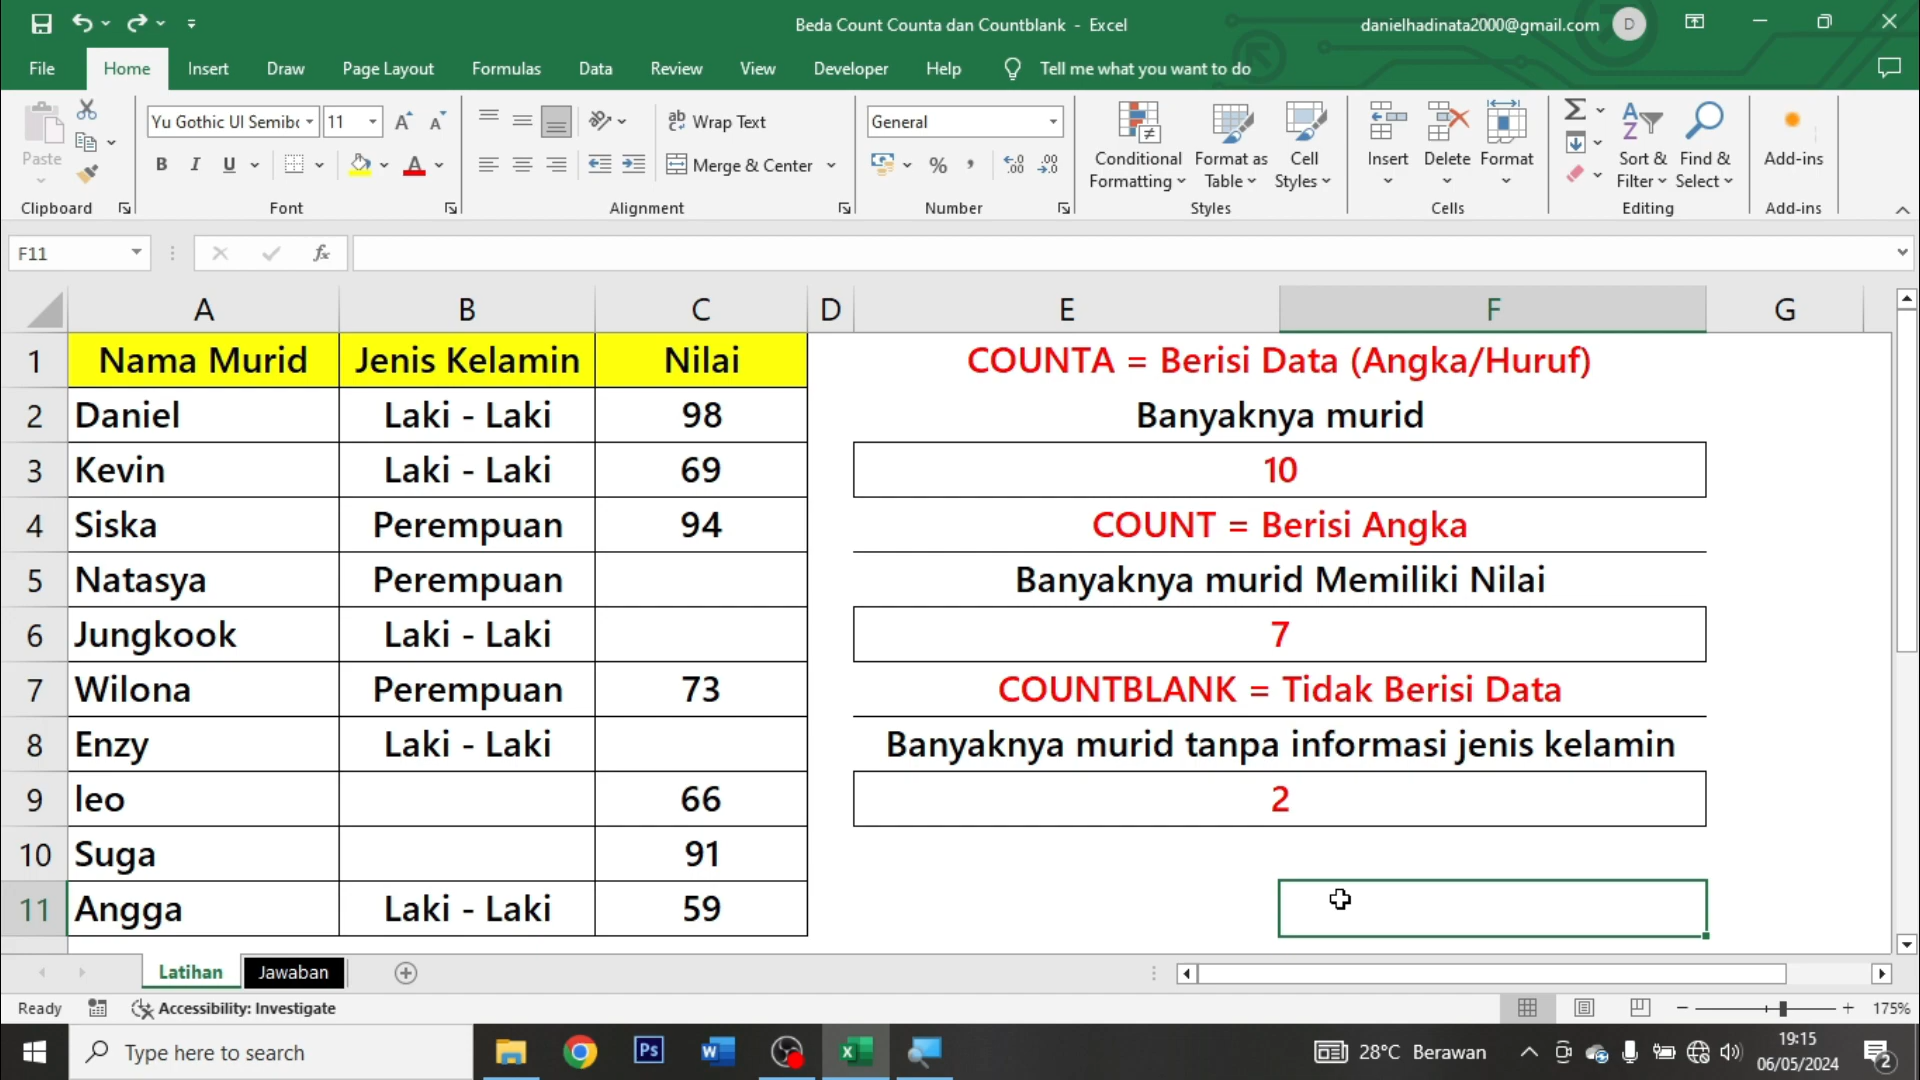 Beda Count Counta dan Countblank - Excel
danielhadinata2000@gmail.com D
File Home Insert Draw Page Layout Formulas Data Review View Developer Help Tell me what you want to do
Yu Gothic UI Semibc 11
Wrap Text
General
Paste
B I U
Merge & Center
Conditional Formatting
Format as Table
Cell Styles
Insert
Delete
Format
Sort & Filter
Find & Select
Add-ins
Clipboard Font Alignment Number Styles Cells Editing Add-ins
F11 fx
A B C D E F G
1 Nama Murid Jenis Kelamin Nilai COUNTA = Berisi Data (Angka/Huruf)
2 Daniel Laki - Laki 98 Banyaknya murid
3 Kevin Laki - Laki 69 10
4 Siska Perempuan 94 COUNT = Berisi Angka
5 Natasya Perempuan Banyaknya murid Memiliki Nilai
6 Jungkook Laki - Laki 7
7 Wilona Perempuan 73 COUNTBLANK = Tidak Berisi Data
8 Enzy Laki - Laki Banyaknya murid tanpa informasi jenis kelamin
9 leo 66 2
10 Suga 91
11 Angga Laki - Laki 59
Latihan Jawaban
Ready Accessibility: Investigate 175%
Type here to search
Ps
28°C Berawan
19:15
06/05/2024
2